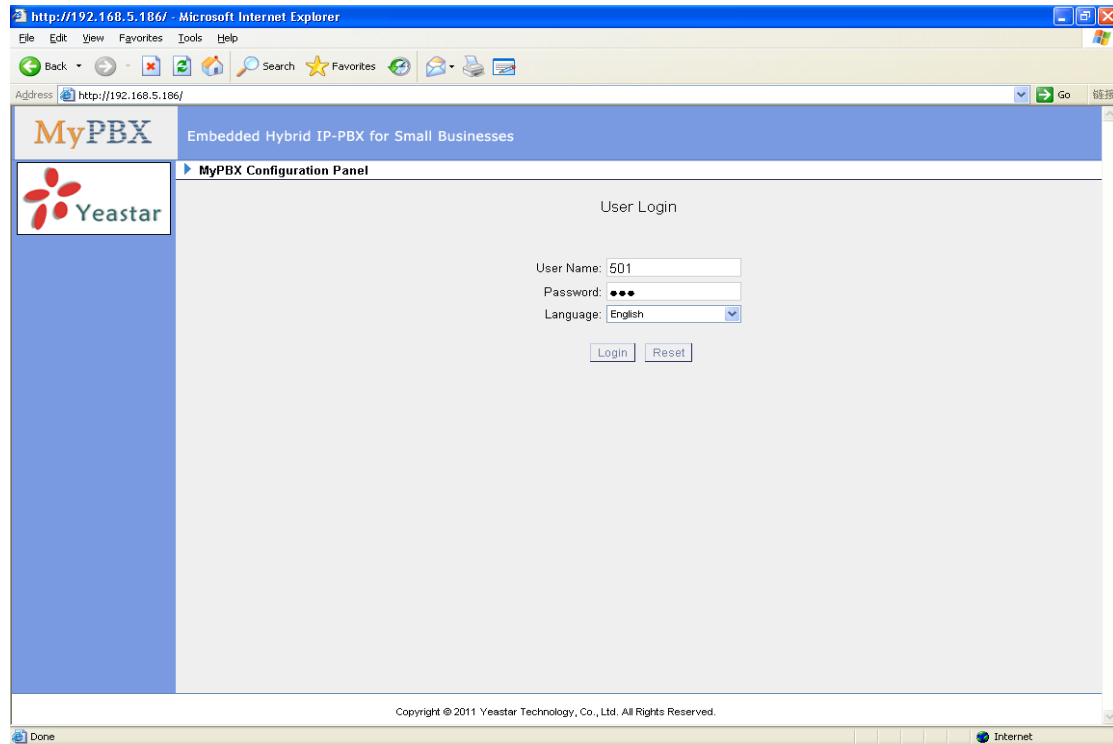 http://192.168.5.186/ - Microsoft Internet Explorer
File Edit View Favorites Tools Help
Back Search Favorites
Address http://192.168.5.186/ Go 链接
MyPBX Embedded Hybrid IP-PBX for Small Businesses
Yeastar
MyPBX Configuration Panel
User Login
User Name: 501
Password: ●●●
Language: English
Login Reset
Copyright © 2011 Yeastar Technology, Co., Ltd. All Rights Reserved.
Done Internet